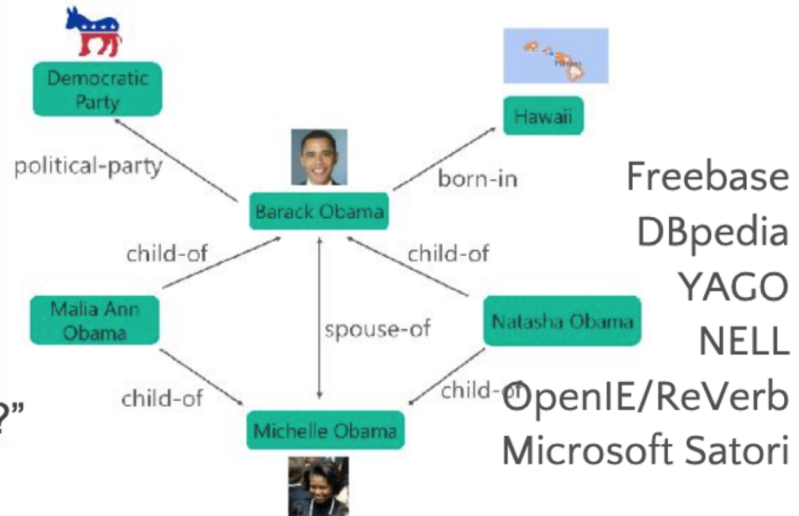 Democratic
Party
Hawaii
political-party
born-in
Barack Obama
child-of
child-of
Malia Ann
Obama
spouse-of
Natasha Obama
child-of
child-of
Michelle Obama
?”
Freebase
DBpedia
YAGO
NELL
OpenIE/ReVerb
Microsoft Satori